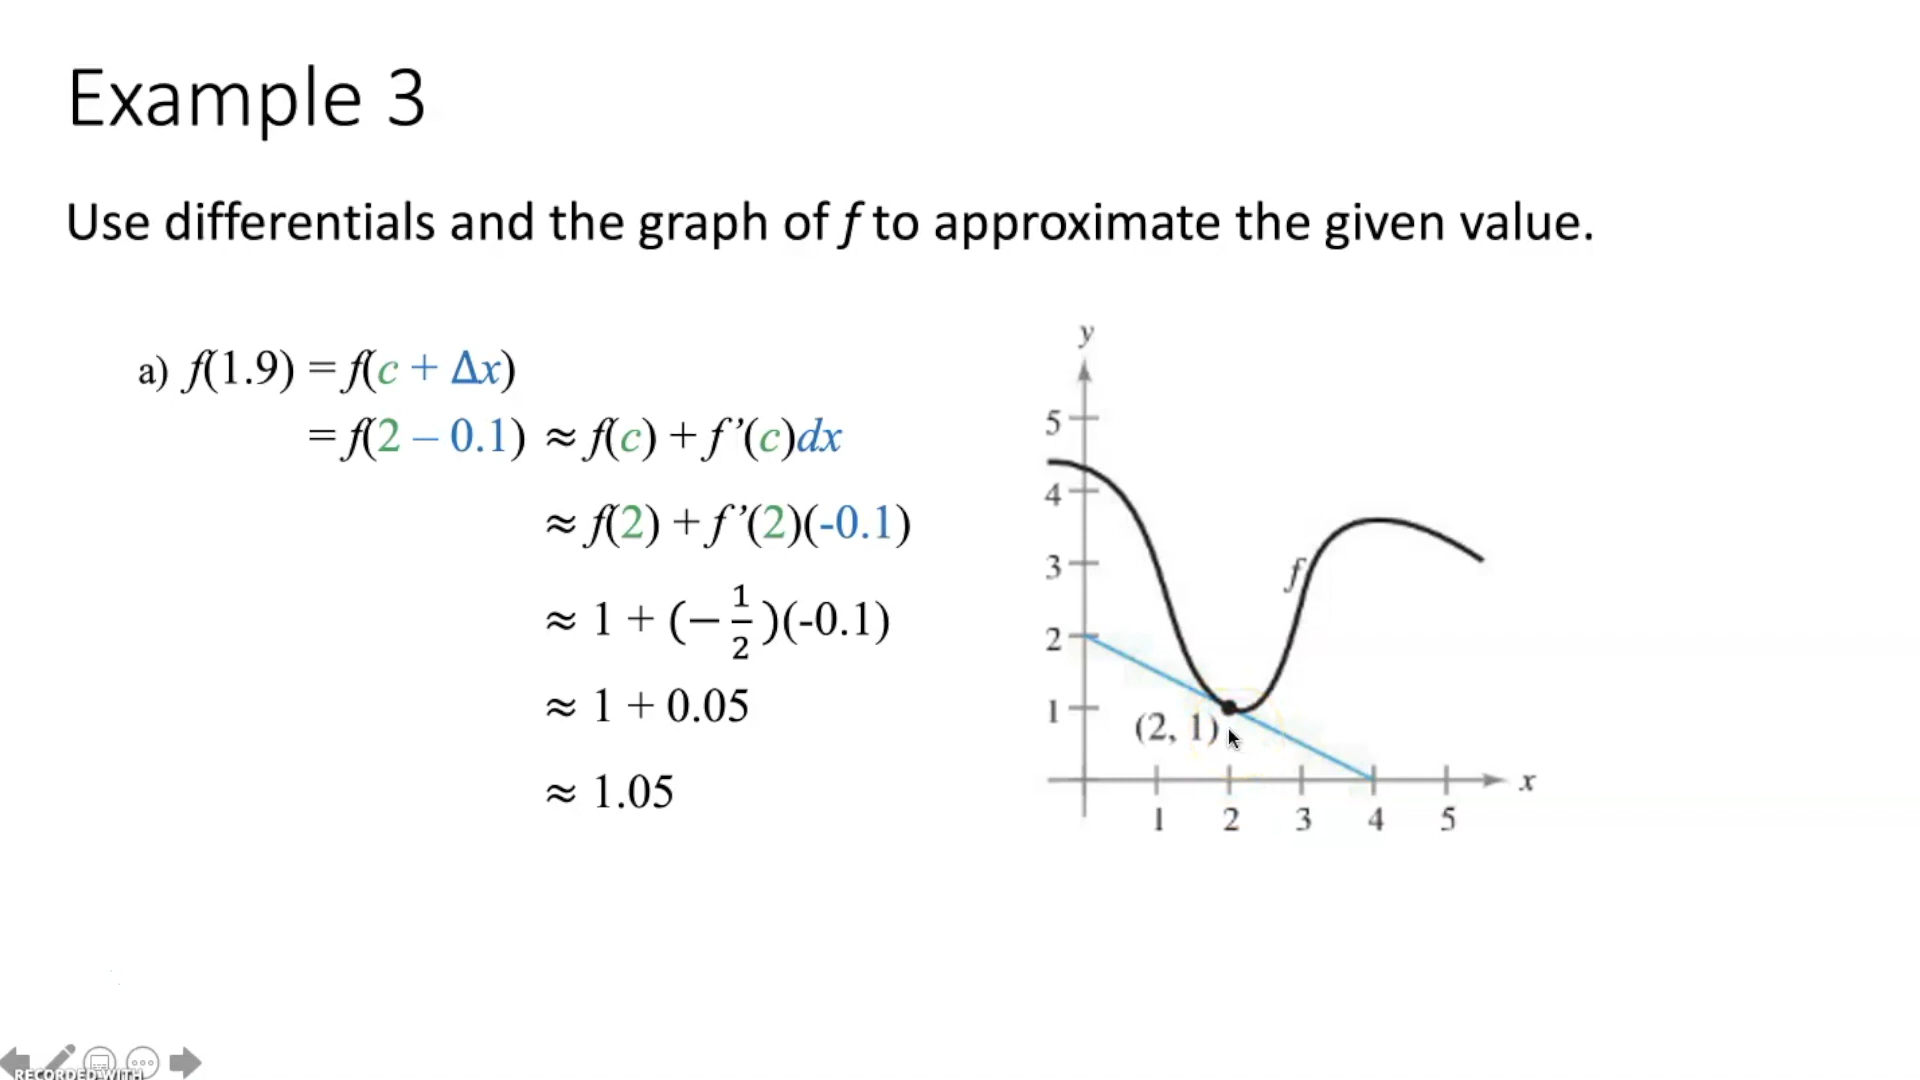 Example 3
Use differentials and the graph of f to approximate the given value.
a) f(1.9) = f(c + Δx)
= f(2 – 0.1) ≈ f(c) + f ’(c)dx
≈ f(2) + f ’(2)(-0.1)
≈ 1 + (−1/2)(-0.1)
≈ 1 + 0.05
≈ 1.05
y
5
4
3
f
2
1
(2, 1)
x
1 2 3 4 5
RECORDED WITH